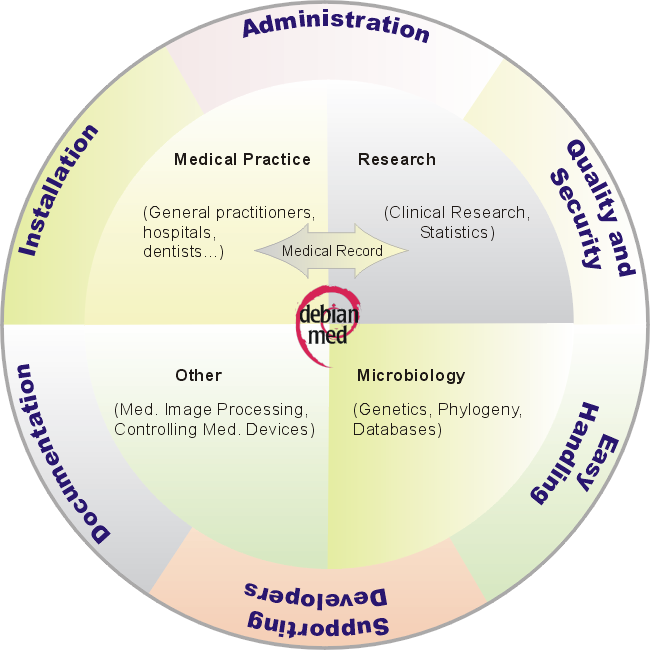 Administration
Installation
Quality and
Security
Medical Practice
Research
(General practitioners,
hospitals,
dentists...)
(Clinical Research,
Statistics)
Medical Record
debian
med
Other
Microbiology
(Med. Image Processing,
Controlling Med. Devices)
(Genetics, Phylogeny,
Databases)
Documentation
Easy
Handling
Supporting
Developers